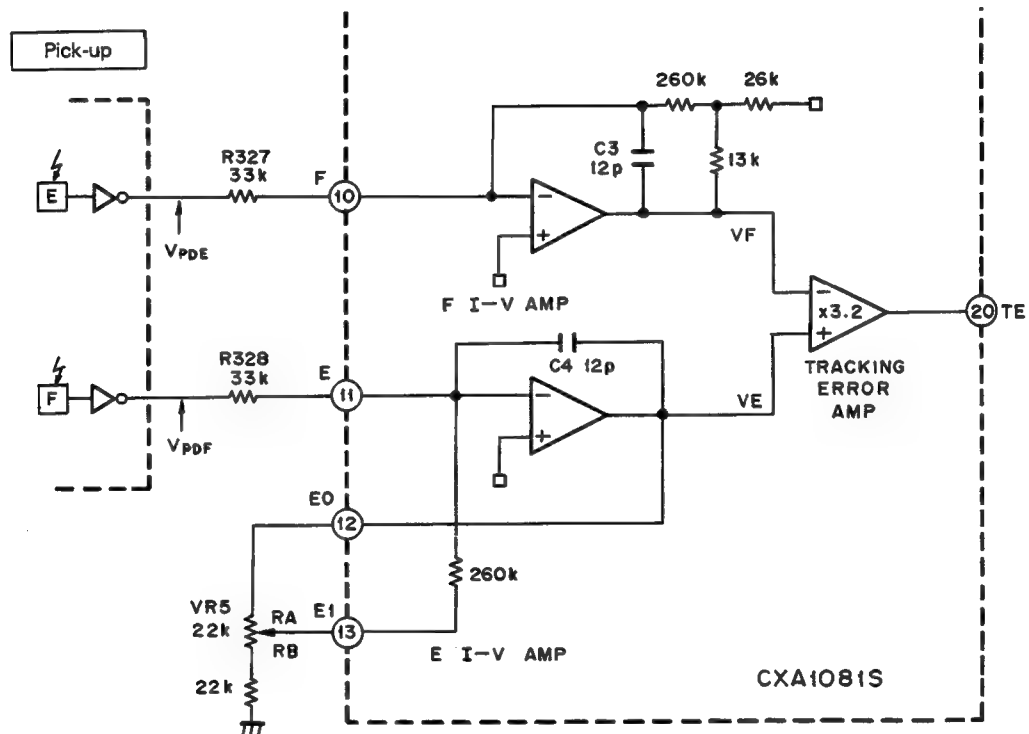 Pick-up
260k
26k
R327
33k
C3
12p
13k
E
F
10
VPDE
VF
F I-V AMP
x3.2
20 TE
R328
33k
C4 12p
TRACKING
ERROR
AMP
F
E
11
VE
VPDF
E0
12
260k
VR5
22k
RA
E1
13
RB
E I-V AMP
22k
CXA1081S